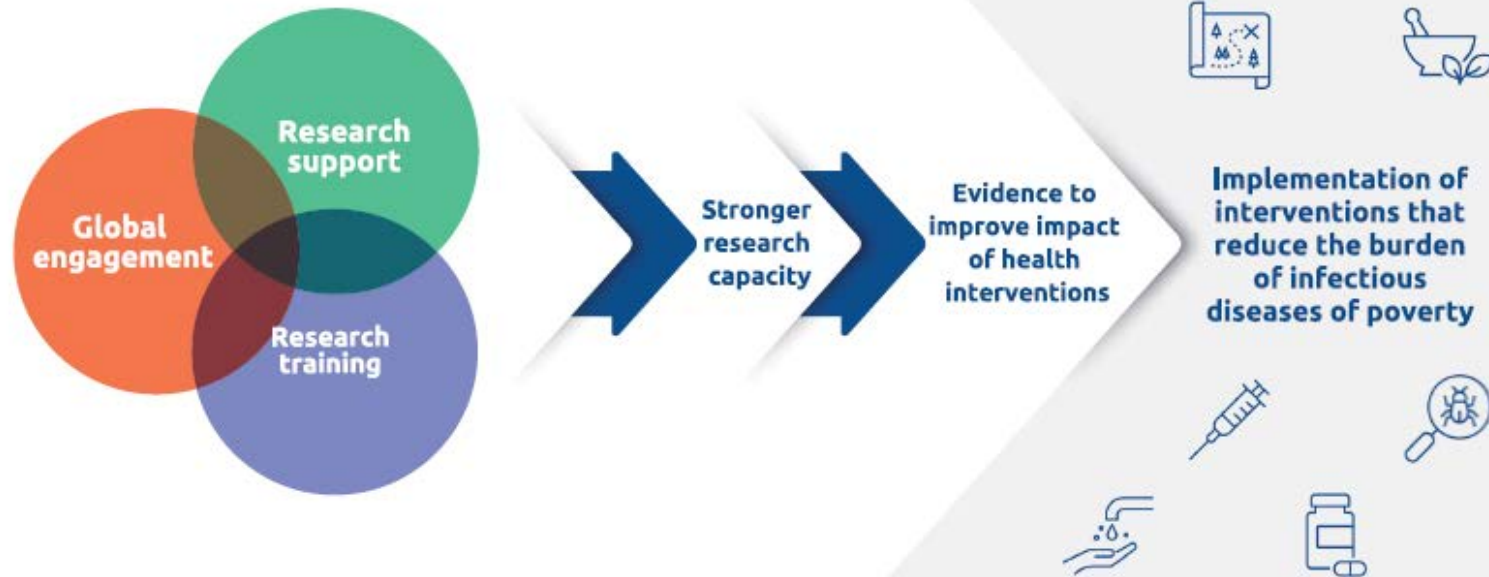 Research
support
Global
engagement
Research
training
Stronger
research
capacity
Evidence to
improve impact
of health
interventions
Implementation of
interventions that
reduce the burden
of infectious
diseases of poverty